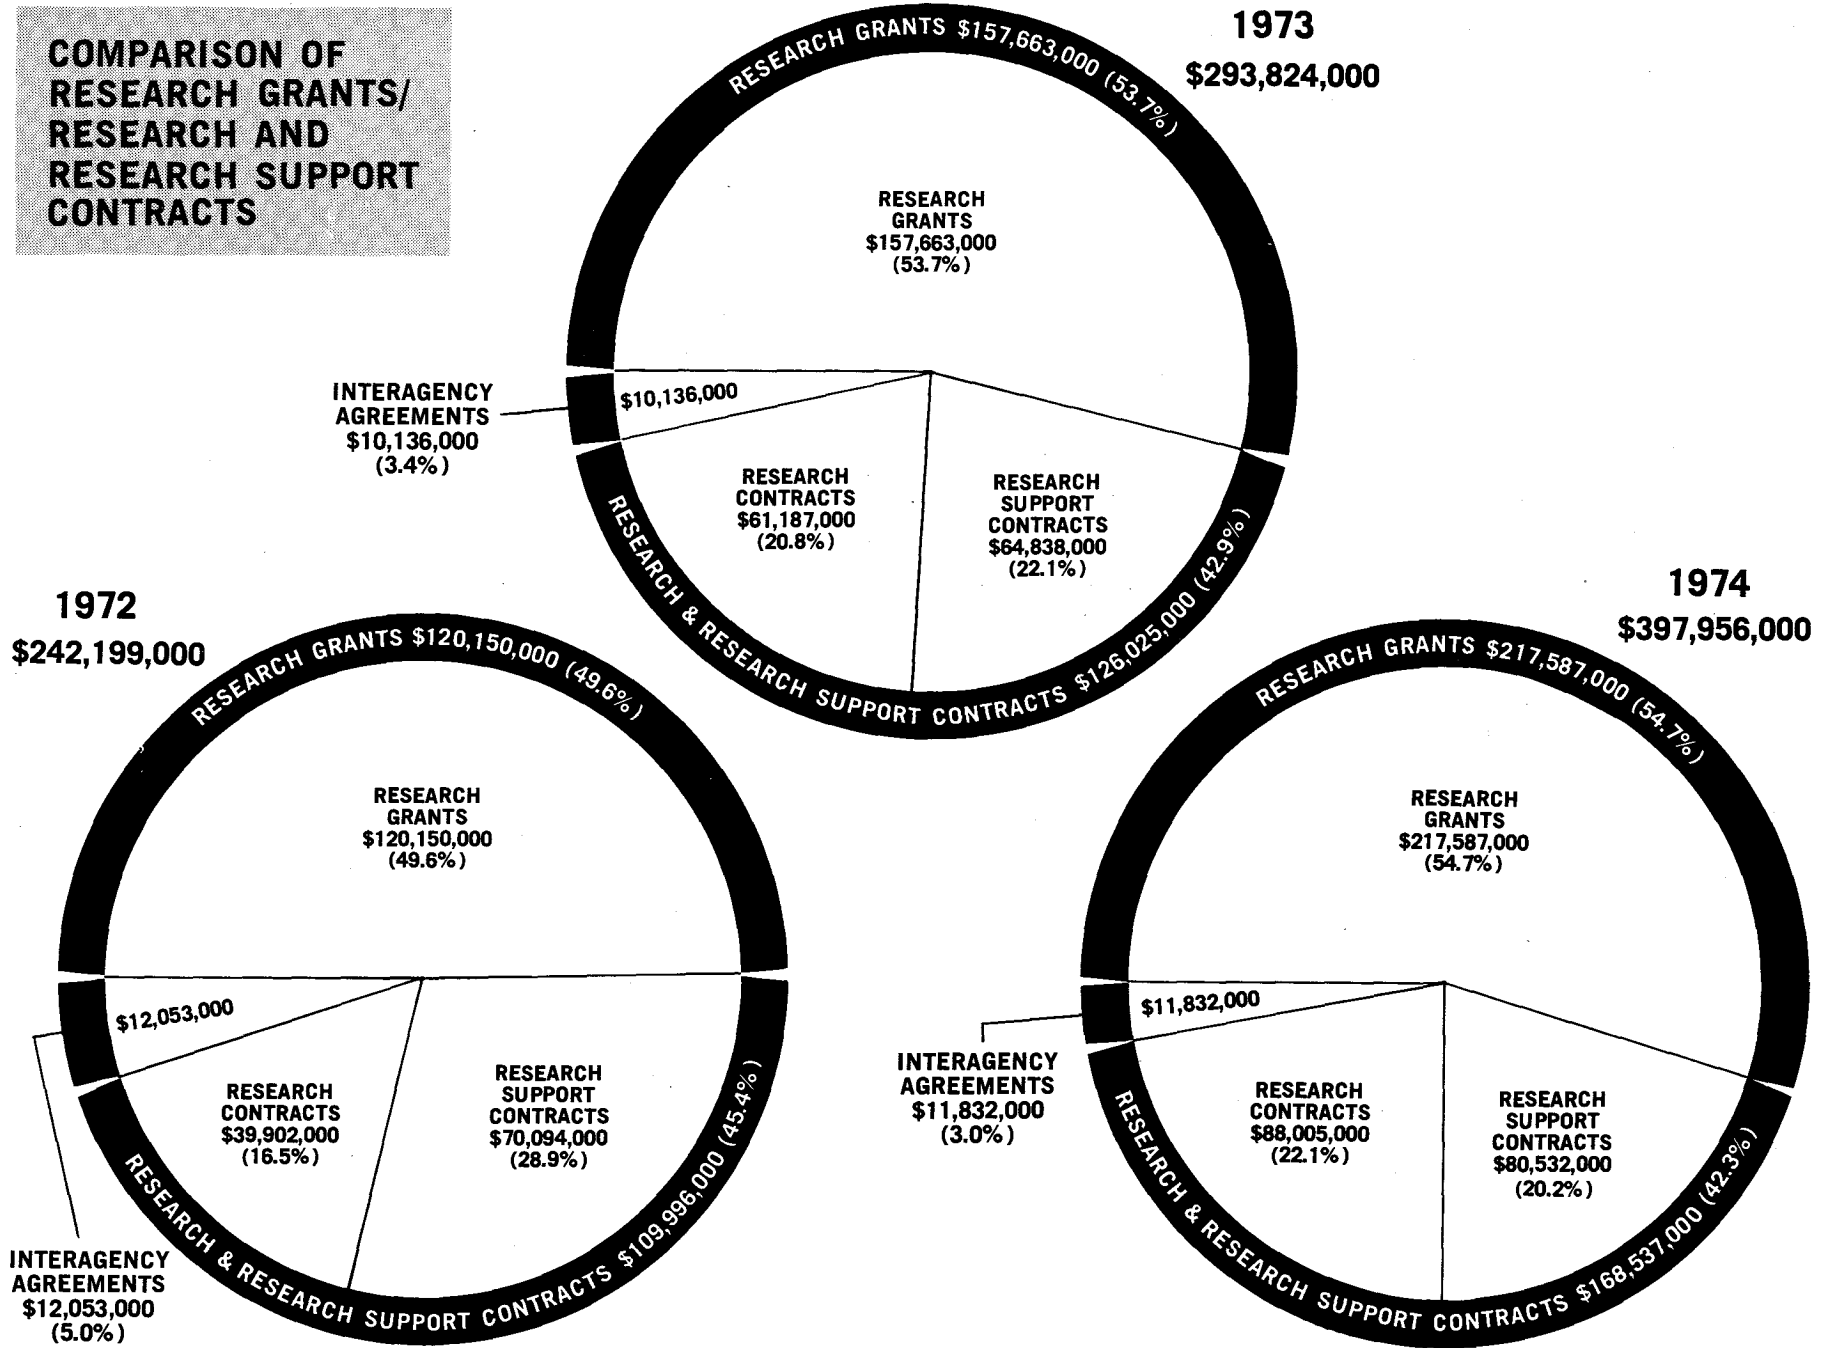 COMPARISON OF
RESEARCH GRANTS/
RESEARCH AND
RESEARCH SUPPORT
CONTRACTS
1973
$293,824,000
RESEARCH GRANTS $157,663,000 (53.7%)
RESEARCH
GRANTS
$157,663,000
(53.7%)
INTERAGENCY
AGREEMENTS
$10,136,000
(3.4%)
$10,136,000
RESEARCH
CONTRACTS
$61,187,000
(20.8%)
RESEARCH
SUPPORT
CONTRACTS
$64,838,000
(22.1%)
RESEARCH & RESEARCH SUPPORT CONTRACTS $126,025,000 (42.9%)
1972
$242,199,000
RESEARCH GRANTS $120,150,000 (49.6%)
RESEARCH
GRANTS
$120,150,000
(49.6%)
$12,053,000
RESEARCH
CONTRACTS
$39,902,000
(16.5%)
RESEARCH
SUPPORT
CONTRACTS
$70,094,000
(28.9%)
RESEARCH & RESEARCH SUPPORT CONTRACTS $109,996,000 (45.4%)
INTERAGENCY
AGREEMENTS
$12,053,000
(5.0%)
1974
$397,956,000
RESEARCH GRANTS $217,587,000 (54.7%)
RESEARCH
GRANTS
$217,587,000
(54.7%)
$11,832,000
INTERAGENCY
AGREEMENTS
$11,832,000
(3.0%)
RESEARCH
CONTRACTS
$88,005,000
(22.1%)
RESEARCH
SUPPORT
CONTRACTS
$80,532,000
(20.2%)
RESEARCH & RESEARCH SUPPORT CONTRACTS $168,537,000 (42.3%)